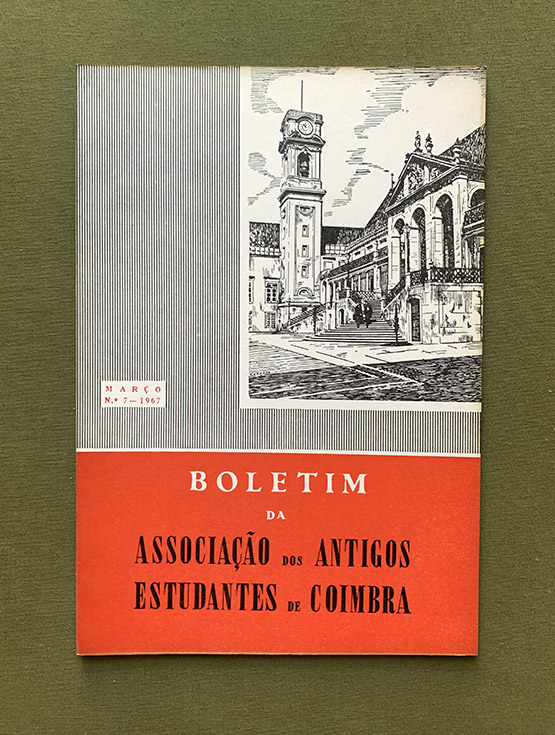 MARÇO
N.º 7 — 1967
BOLETIM
DA
ASSOCIAÇÃO DOS ANTIGOS
ESTUDANTES DE COIMBRA